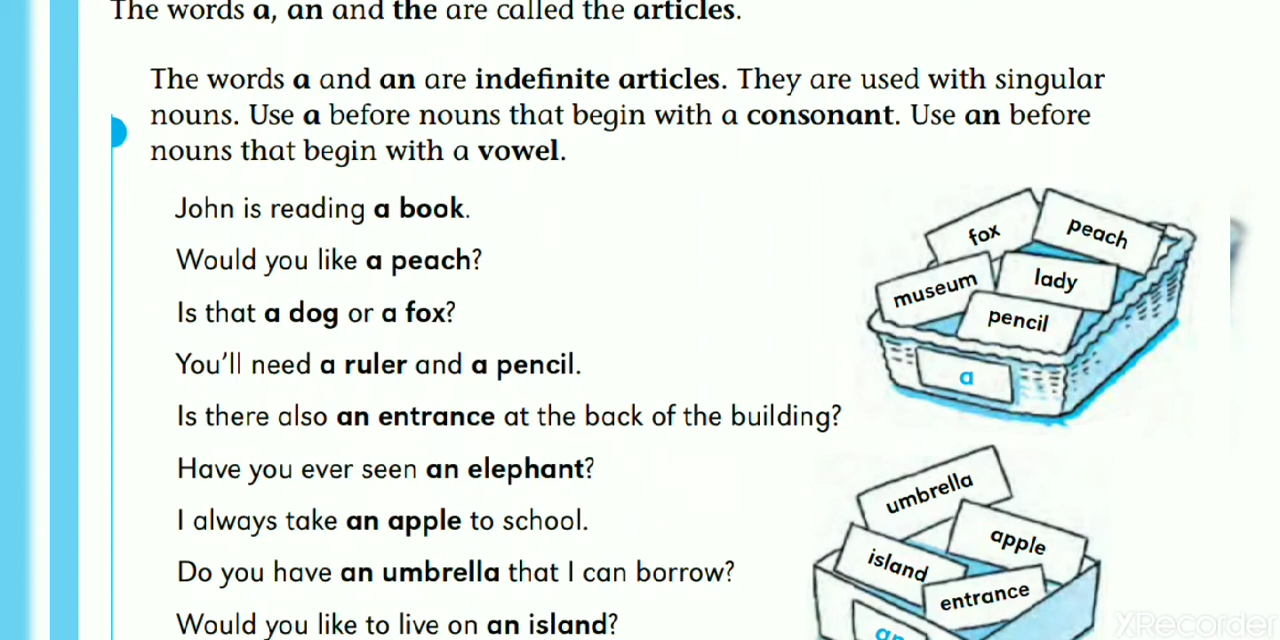 The words a, an and the are called the articles.
The words a and an are indefinite articles. They are used with singular
nouns. Use a before nouns that begin with a consonant. Use an before
nouns that begin with a vowel.
John is reading a book.
Would you like a peach?
Is that a dog or a fox?
You'll need a ruler and a pencil.
Is there also an entrance at the back of the building?
Have you ever seen an elephant?
I always take an apple to school.
Do you have an umbrella that I can borrow?
Would you like to live on an island?
fox
peach
museum
lady
pencil
a
umbrella
apple
island
entrance
an
XRecorder